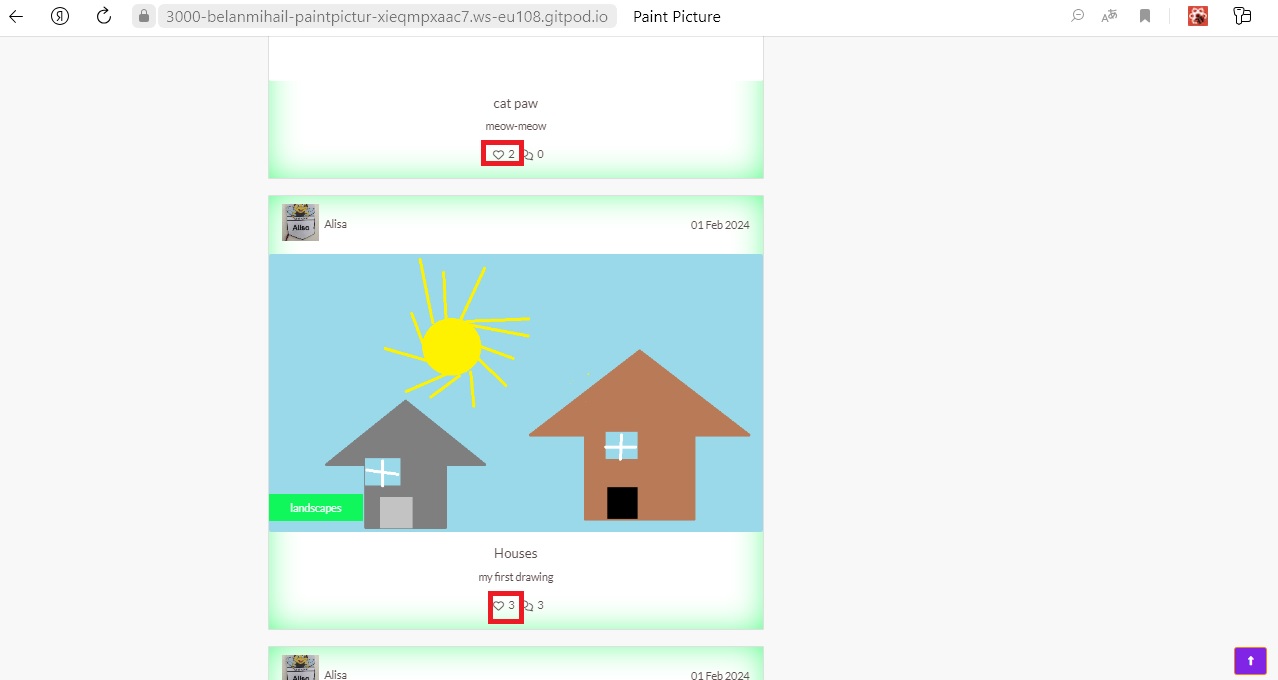 3000-belanmihail-paintpictur-xieqmpxaac7.ws-eu108.gitpod.io Paint Picture
cat paw
meow-meow
2 0
Alisa
Alisa 01 Feb 2024
landscapes
Houses
my first drawing
3 3
Alisa 01 Feb 2024
Alisa